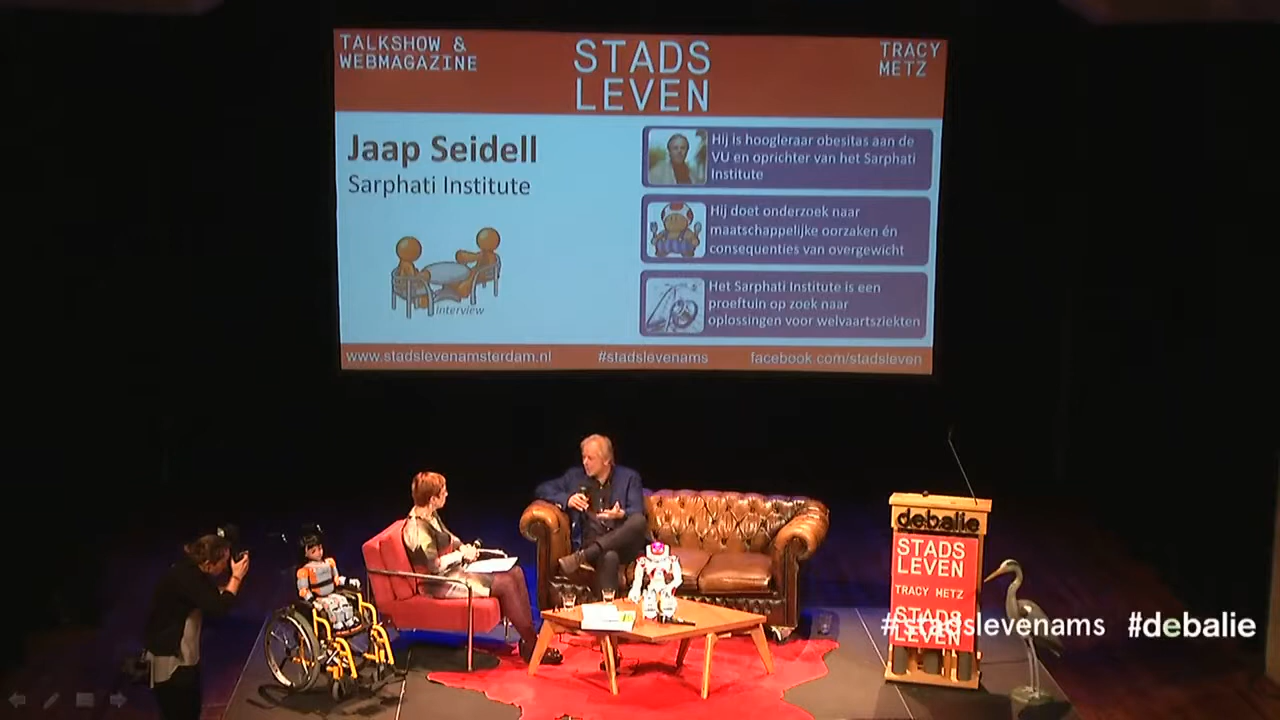 TALKSHOW &
WEBMAGAZINE
STADS
LEVEN
TRACY
METZ
Jaap Seidell
Sarphati Institute
interview
Hij is hoogleraar obesitas aan de
VU en oprichter van het Sarphati
Institute
Hij doet onderzoek naar
maatschappelijke oorzaken én
consequenties van overgewicht
Het Sarphati Institute is een
proeftuin op zoek naar
oplossingen voor welvaartsziekten
www.stadslevenamsterdam.nl
#stadslevenams
facebook.com/stadsleven
debalie
STADS
LEVEN
TRACY METZ
STADS
LEVEN
#stadslevenams
#debalie